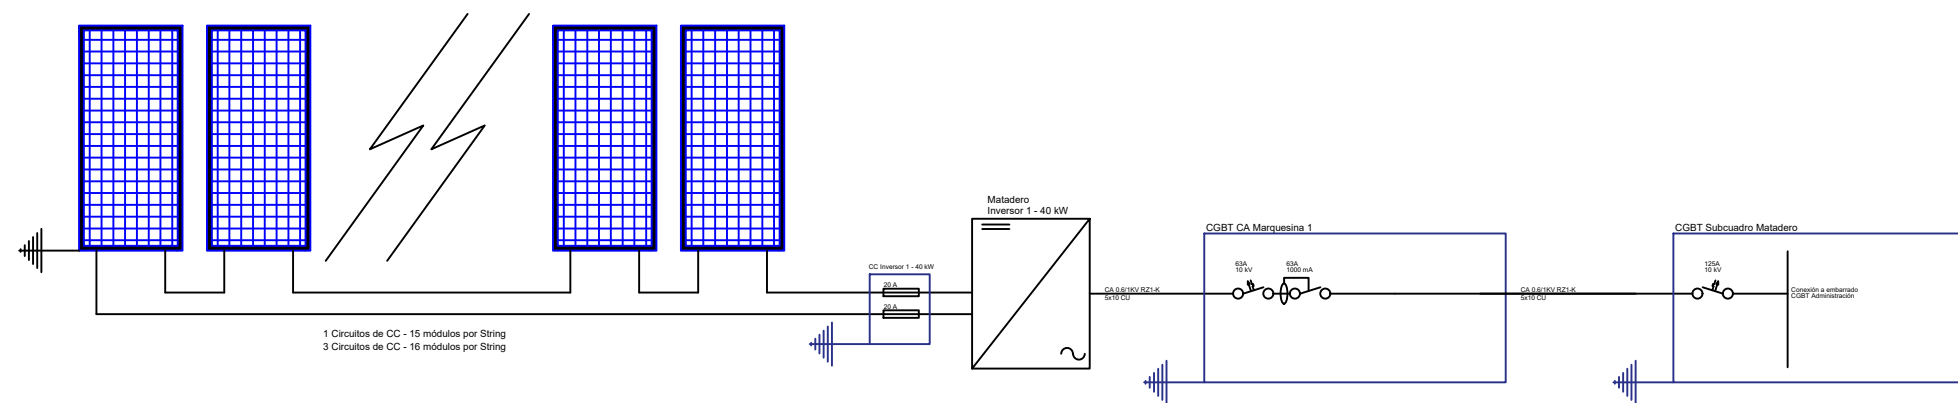 Matadero
Inversor 1 - 40 kW
CGBT CA Marquesina 1
CGBT Subcuadro Matadero
CC Inversor 1 - 40 kW
63A
10 kV
63A
1000 mA
125A
10 kV
20 A
20 A
CA 0.6/1KV RZ1-K
5x10 CU
CA 0.6/1KV RZ1-K
5x10 CU
Conexión a embarrado
CGBT Administración
1 Circuitos de CC - 15 módulos por String
3 Circuitos de CC - 16 módulos por String